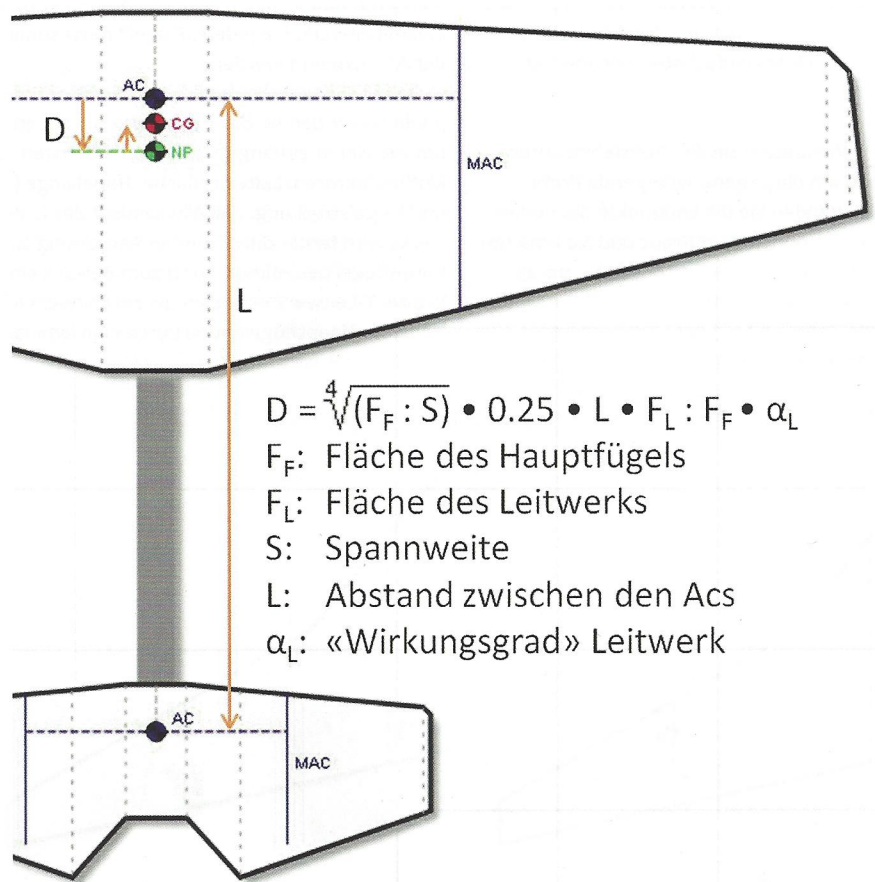 AC
D
CG
NP
MAC
L
D = ∜(F_F : S) • 0.25 • L • F_L : F_F • α_L
F_F: Fläche des Hauptfügels
F_L: Fläche des Leitwerks
S: Spannweite
L: Abstand zwischen den Acs
α_L: «Wirkungsgrad» Leitwerk
AC
MAC